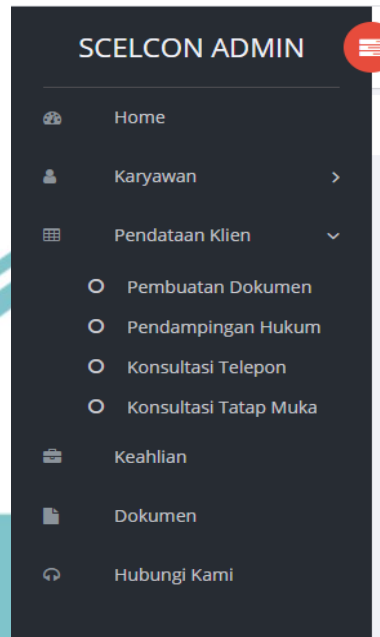 SCELCON ADMIN
Home
Karyawan
Pendataan Klien
Pembuatan Dokumen
Pendampingan Hukum
Konsultasi Telepon
Konsultasi Tatap Muka
Keahlian
Dokumen
Hubungi Kami